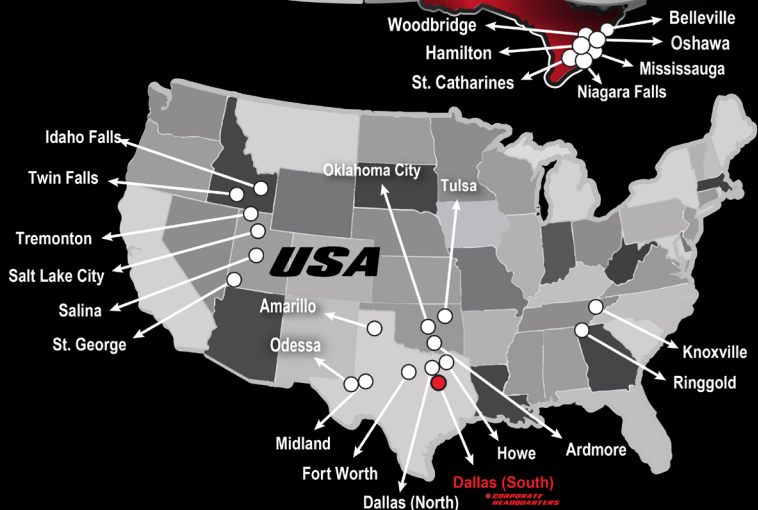 Woodbridge
Belleville
Hamilton
Oshawa
St. Catharines
Mississauga
Niagara Falls
Idaho Falls
Twin Falls
Oklahoma City
Tulsa
Tremonton
Salt Lake City
USA
Salina
Amarillo
St. George
Odessa
Knoxville
Ringgold
Midland
Howe
Ardmore
Fort Worth
Dallas (South)
CORPORATE
HEADQUARTERS
Dallas (North)